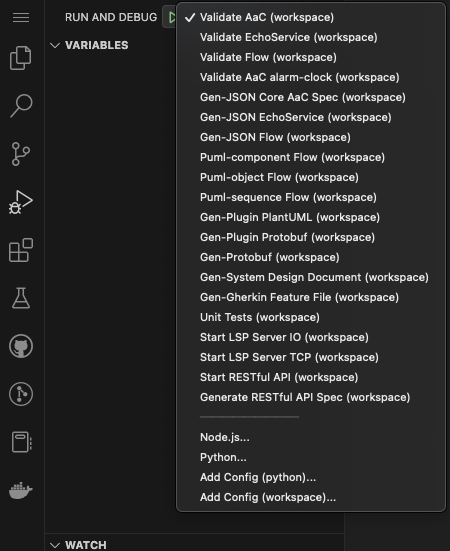 RUN AND DEBUG
VARIABLES
Validate AaC (workspace)
Validate EchoService (workspace)
Validate Flow (workspace)
Validate AaC alarm-clock (workspace)
Gen-JSON Core AaC Spec (workspace)
Gen-JSON EchoService (workspace)
Gen-JSON Flow (workspace)
Puml-component Flow (workspace)
Puml-object Flow (workspace)
Puml-sequence Flow (workspace)
Gen-Plugin PlantUML (workspace)
Gen-Plugin Protobuf (workspace)
Gen-Protobuf (workspace)
Gen-System Design Document (workspace)
Gen-Gherkin Feature File (workspace)
Unit Tests (workspace)
Start LSP Server IO (workspace)
Start LSP Server TCP (workspace)
Start RESTful API (workspace)
Generate RESTful API Spec (workspace)
Node.js...
Python...
Add Config (python)...
Add Config (workspace)...
WATCH